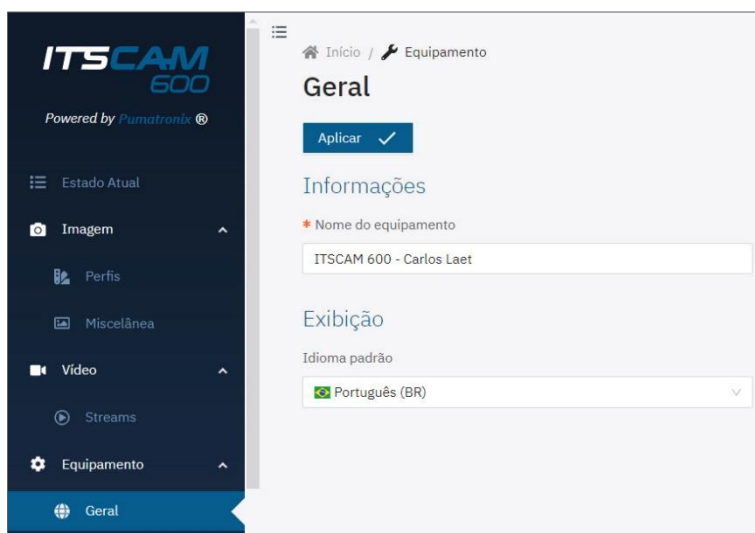 ITSCAM
600
Powered by Pumatronix ®
Estado Atual
Imagem
Perfis
Miscelânea
Vídeo
Streams
Equipamento
Geral
Início / Equipamento
Geral
Aplicar
Informações
* Nome do equipamento
ITSCAM 600 - Carlos Laet
Exibição
Idioma padrão
Português (BR)